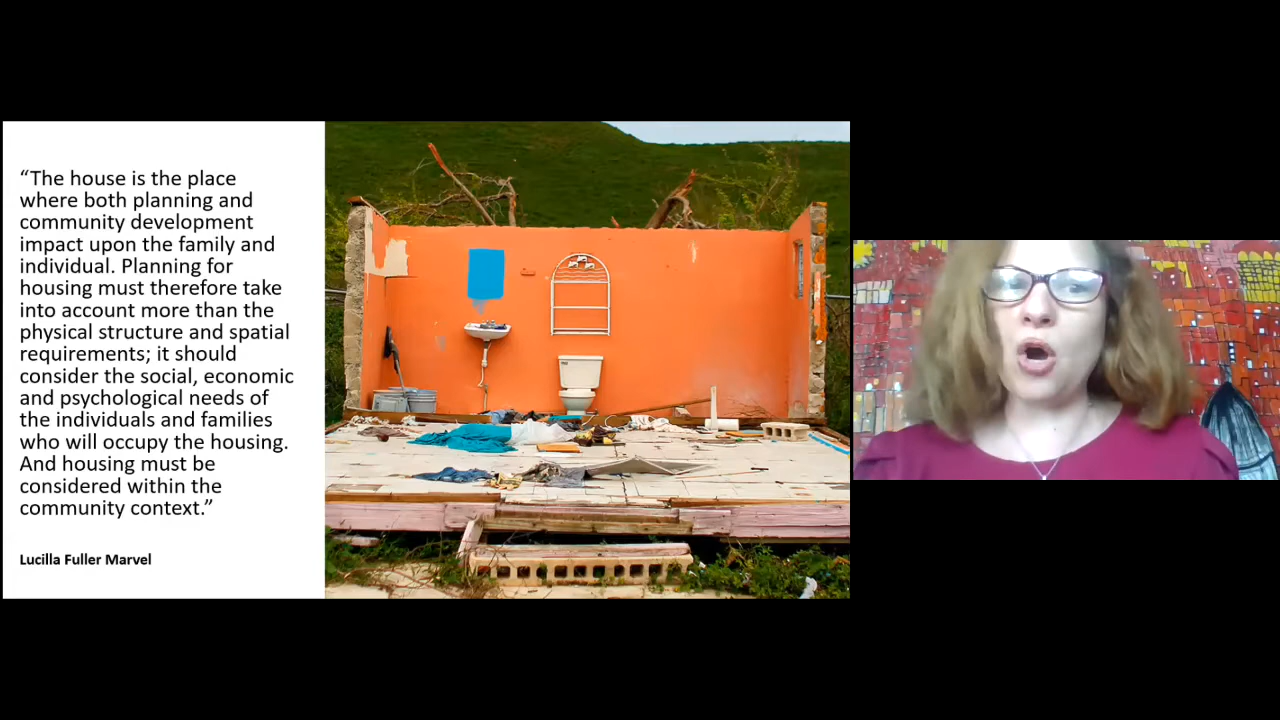 “The house is the place
where both planning and
community development
impact upon the family and
individual. Planning for
housing must therefore take
into account more than the
physical structure and spatial
requirements; it should
consider the social, economic
and psychological needs of
the individuals and families
who will occupy the housing.
And housing must be
considered within the
community context.”
Lucilla Fuller Marvel